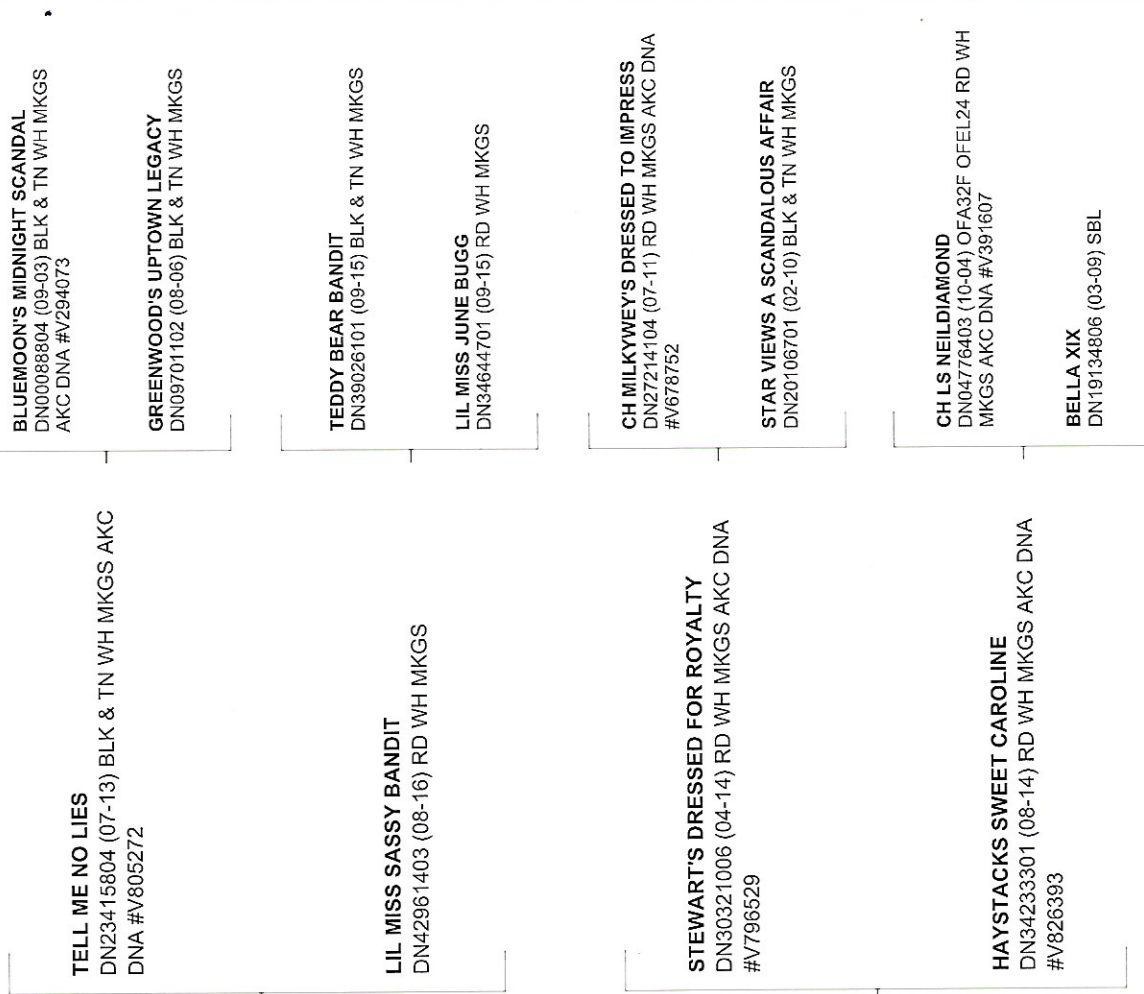 BLUEMOON'S MIDNIGHT SCANDAL
DN00088804 (09-03) BLK & TN WH MKGS
AKC DNA #V294073
GREENWOOD'S UPTOWN LEGACY
DN09701102 (08-06) BLK & TN WH MKGS
TEDDY BEAR BANDIT
DN39026101 (09-15) BLK & TN WH MKGS
LIL MISS JUNE BUGG
DN34644701 (09-15) RD WH MKGS
CH MILKYWEY'S DRESSED TO IMPRESS
DN27214104 (07-11) RD WH MKGS AKC DNA
#V678752
STAR VIEWS A SCANDALOUS AFFAIR
DN20106701 (02-10) BLK & TN WH MKGS
CH LS NEILDIAMOND
DN04776403 (10-04) OFA32F OFEL24 RD WH
MKGS AKC DNA #V391607
BELLA XIX
DN19134806 (03-09) SBL
TELL ME NO LIES
DN23415804 (07-13) BLK & TN WH MKGS AKC
DNA #V805272
LIL MISS SASSY BANDIT
DN42961403 (08-16) RD WH MKGS
STEWART'S DRESSED FOR ROYALTY
DN30321006 (04-14) RD WH MKGS AKC DNA
#V796529
HAYSTACKS SWEET CAROLINE
DN34233301 (08-14) RD WH MKGS AKC DNA
#V826393